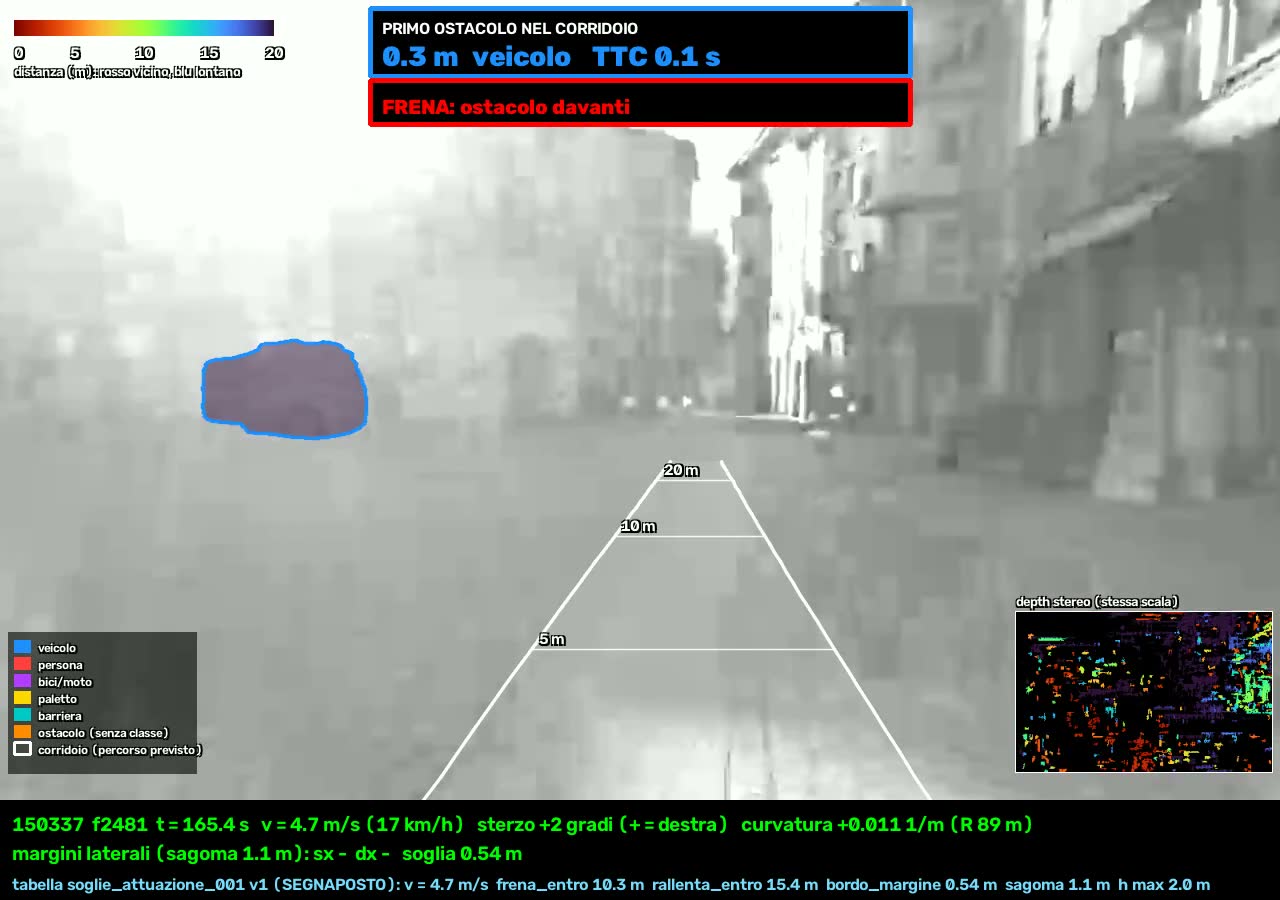 0 5 10 15 20
distanza (m): rosso vicino, blu lontano
PRIMO OSTACOLO NEL CORRIDOIO
0.3 m veicolo TTC 0.1 s
FRENA: ostacolo davanti
20 m
10 m
5 m
depth stereo (stessa scala)
veicolo
persona
bici/moto
paletto
barriera
ostacolo (senza classe)
corridoio (percorso previsto)
150337 f2481 t = 165.4 s v = 4.7 m/s (17 km/h) sterzo +2 gradi (+ = destra) curvatura +0.011 1/m (R 89 m)
margini laterali (sagoma 1.1 m): sx - dx - soglia 0.54 m
tabella soglie_attuazione_001 v1 (SEGNAPOSTO): v = 4.7 m/s frena_entro 10.3 m rallenta_entro 15.4 m bordo_margine 0.54 m sagoma 1.1 m h max 2.0 m